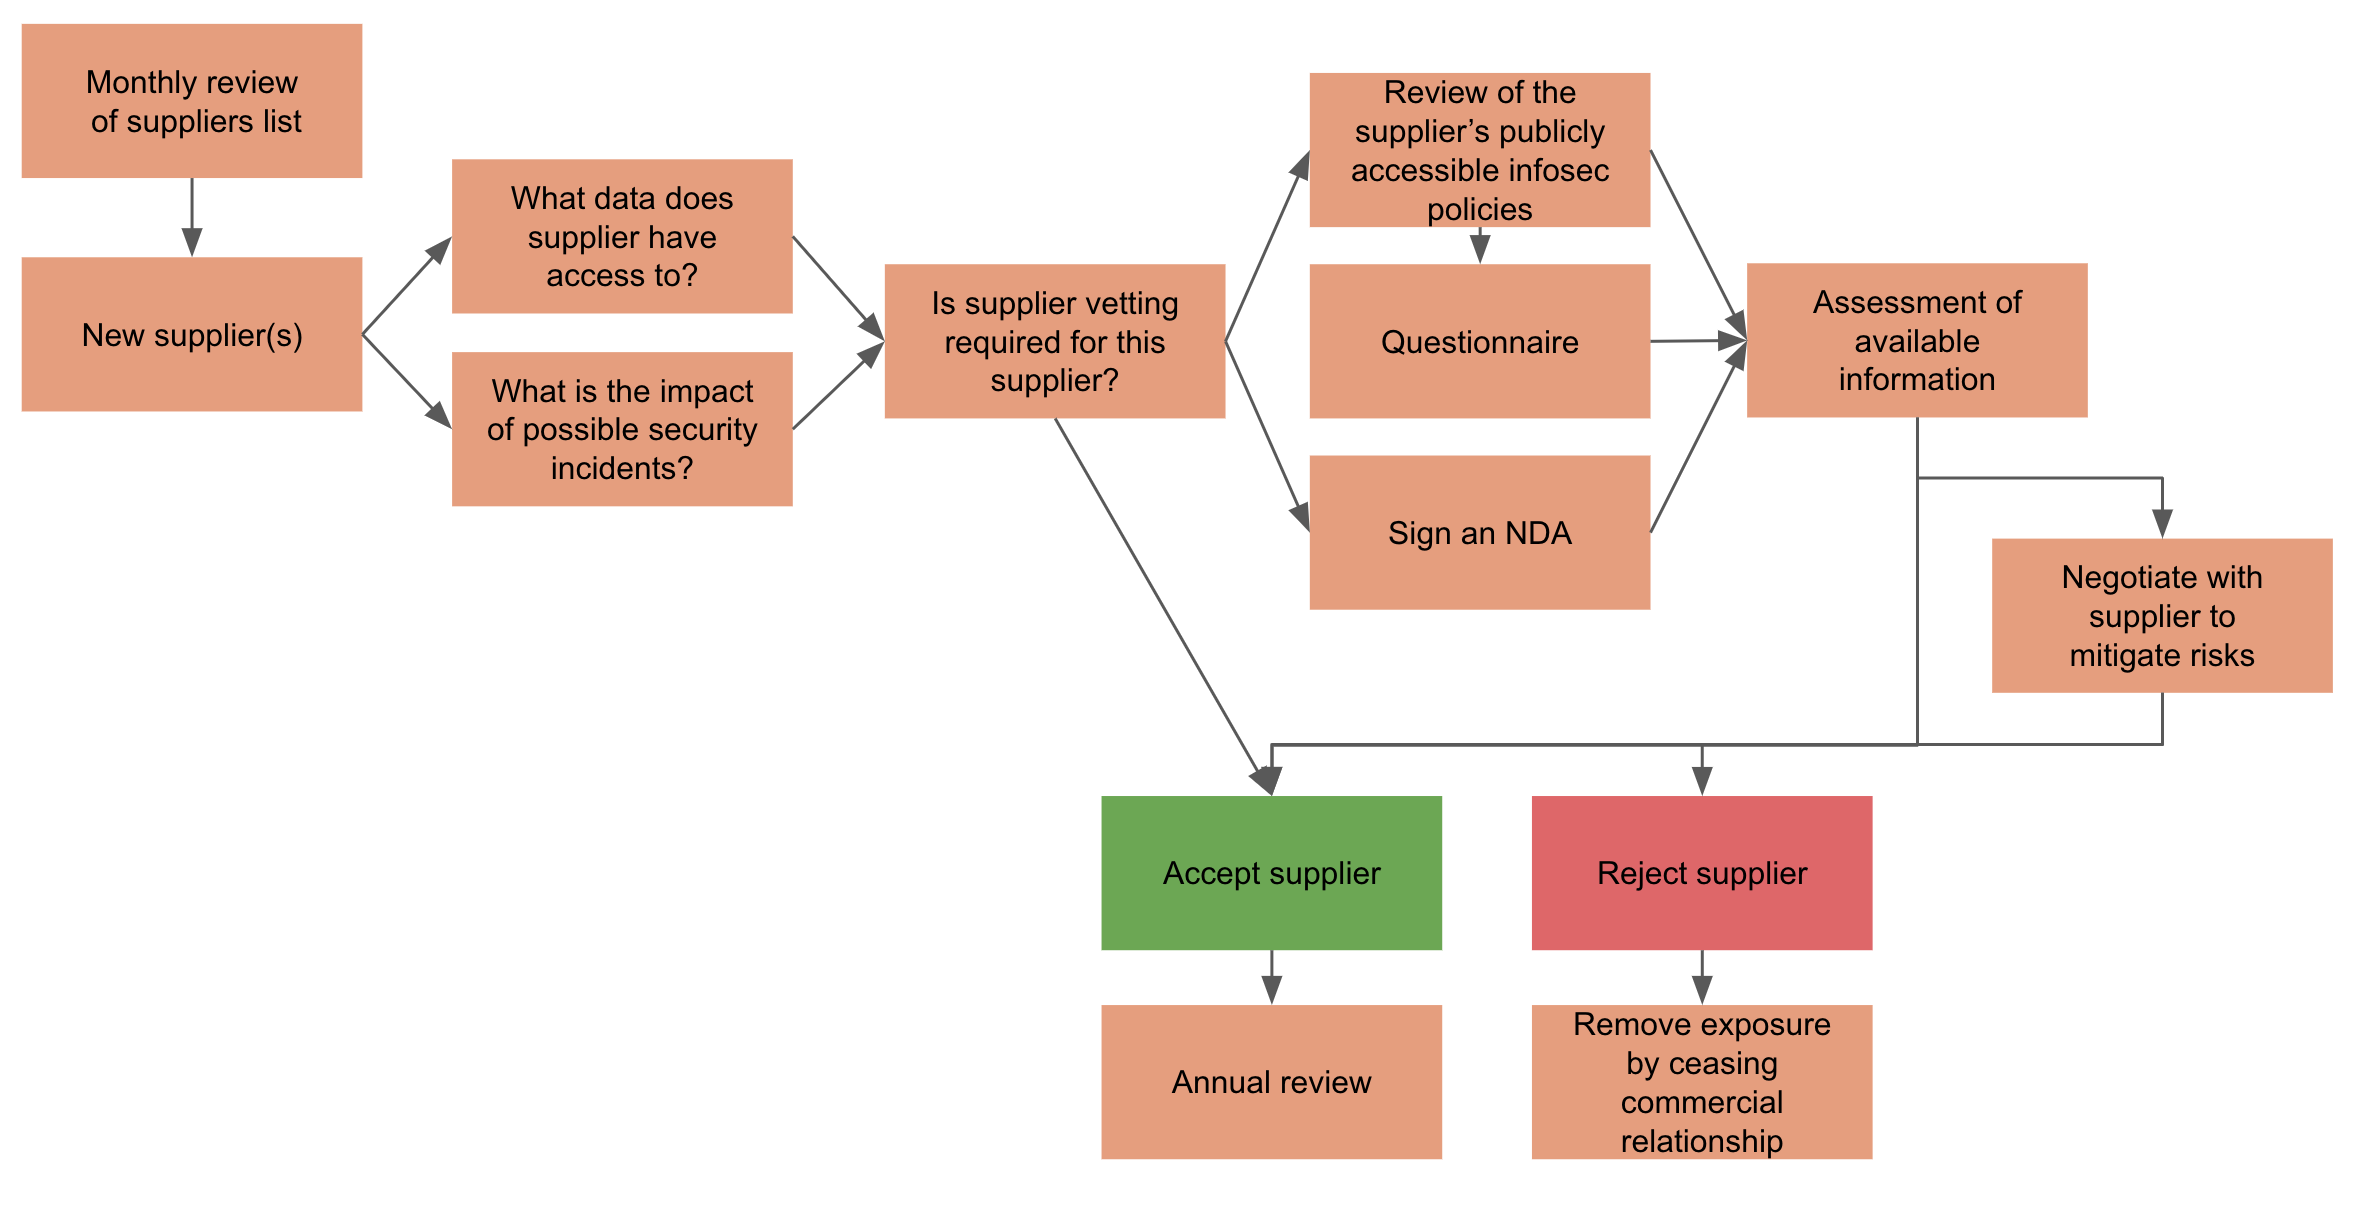 Monthly review
of suppliers list
New supplier(s)
What data does
supplier have
access to?
What is the impact
of possible security
incidents?
Is supplier vetting
required for this
supplier?
Review of the
supplier’s publicly
accessible infosec
policies
Questionnaire
Sign an NDA
Assessment of
available
information
Negotiate with
supplier to
mitigate risks
Accept supplier
Reject supplier
Annual review
Remove exposure
by ceasing
commercial
relationship